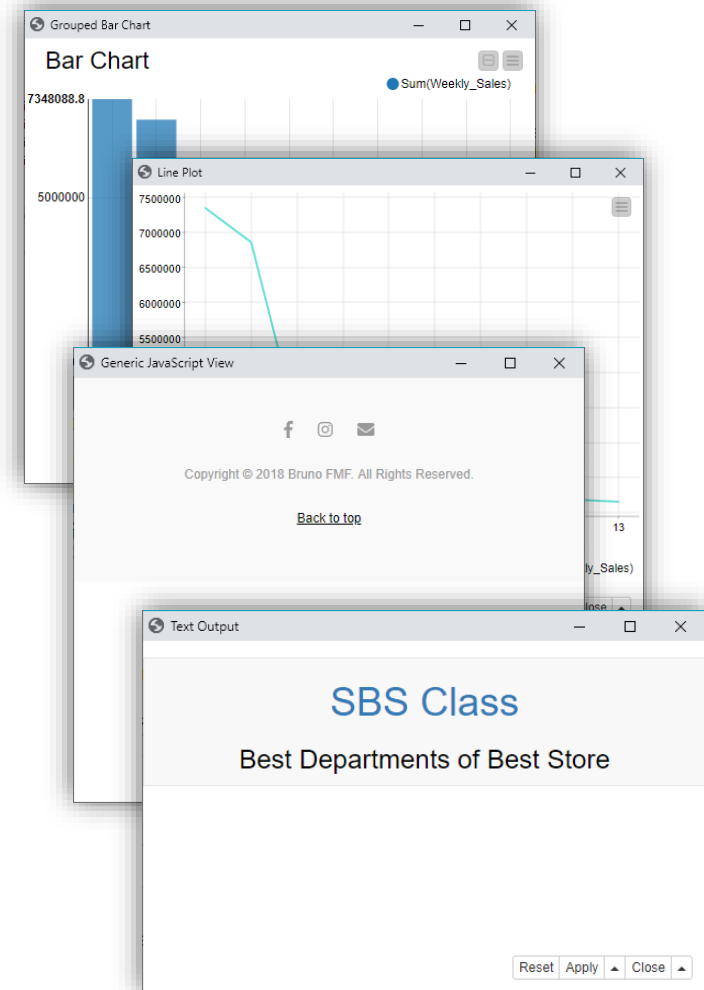 Grouped Bar Chart
Bar Chart
Sum(Weekly_Sales)
7348088.8
5000000
Line Plot
7500000
7000000
6500000
6000000
5500000
13
ly_Sales)
lose
Generic JavaScript View
Copyright © 2018 Bruno FMF. All Rights Reserved.
Back to top
Text Output
SBS Class
Best Departments of Best Store
Reset Apply Close